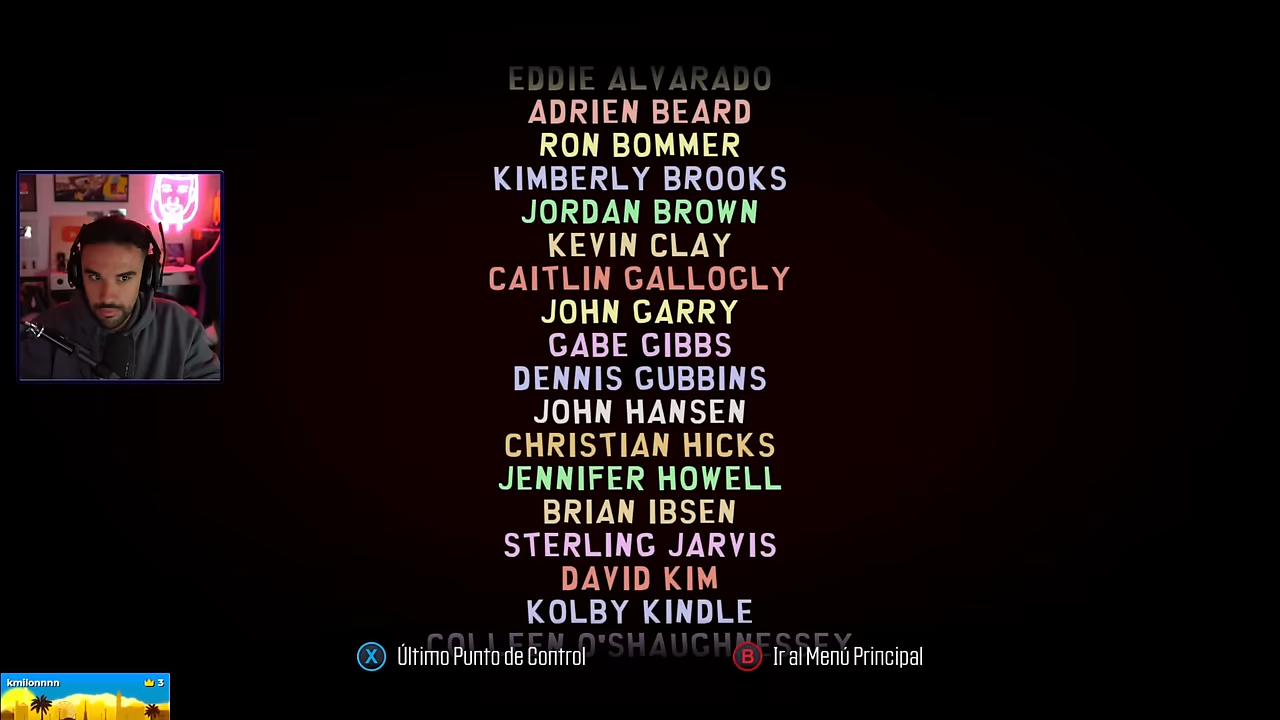 EDDIE ALVARADO
ADRIEN BEARD
RON BOMMER
KIMBERLY BROOKS
JORDAN BROWN
KEVIN CLAY
CAITLIN GALLOGLY
JOHN GARRY
GABE GIBBS
DENNIS GUBBINS
JOHN HANSEN
CHRISTIAN HICKS
JENNIFER HOWELL
BRIAN IBSEN
STERLING JARVIS
DAVID KIM
KOLBY KINDLE
COLLEEN O'SHAUGHNESSEY
X Último Punto de Control
B Ir al Menú Principal
kmilonnnn 3